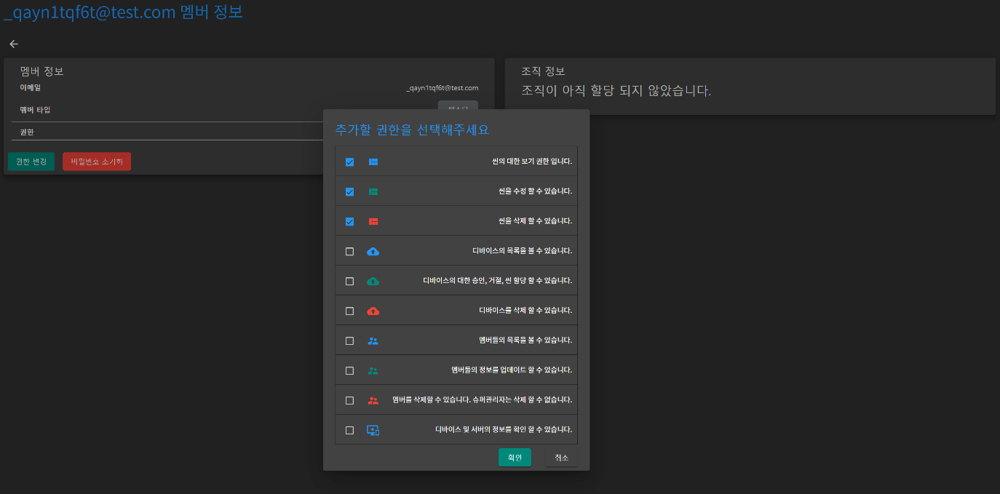 _qayn1tqf6t@test.com 멤버 정보
멤버 정보
이메일
_qayn1tqf6t@test.com
멤버 타입
권한
권한 변경
비밀번호 초기화
조직 정보
조직이 아직 할당 되지 않았습니다.
추가할 권한을 선택해주세요
씬의 대한 보기 권한 입니다.
씬을 수정 할 수 있습니다.
씬을 삭제 할 수 있습니다.
디바이스의 목록을 볼 수 있습니다.
디바이스의 대한 승인, 거절, 씬 할당 할 수 있습니다.
디바이스를 삭제 할 수 있습니다.
멤버들의 목록을 볼 수 있습니다.
멤버들의 정보를 업데이트 할 수 있습니다.
멤버를 삭제할 수 있습니다. 슈퍼관리자는 삭제 할 수 없습니다.
디바이스 및 서버의 정보를 확인 할 수 있습니다.
확인
취소